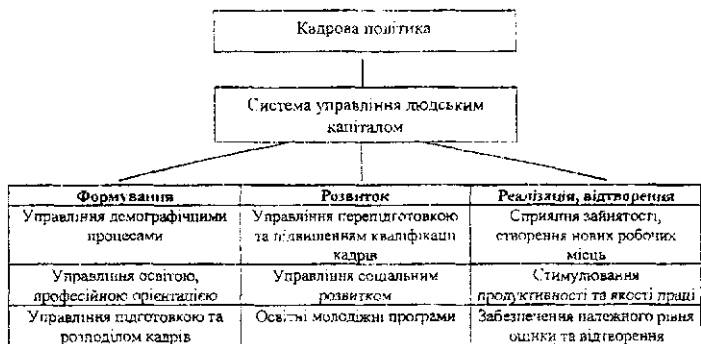 Кадрова політика
Система управління людським
капіталом
Формування
Розвиток
Реалізація, відтворення
Управління демографічними
процесами
Управління перепідготовкою
та підвищенням кваліфікації
кадрів
Сприяння зайнятості,
створення нових робочих
місць
Управління освітою,
професійною орієнтацією
Управління соціальним
розвитком
Стимулювання
продуктивності та якості праці
Управління підготовкою та
розподілом кадрів
Освітні молодіжні програми
Забезпечення належного рівня
оцінки та відтворення